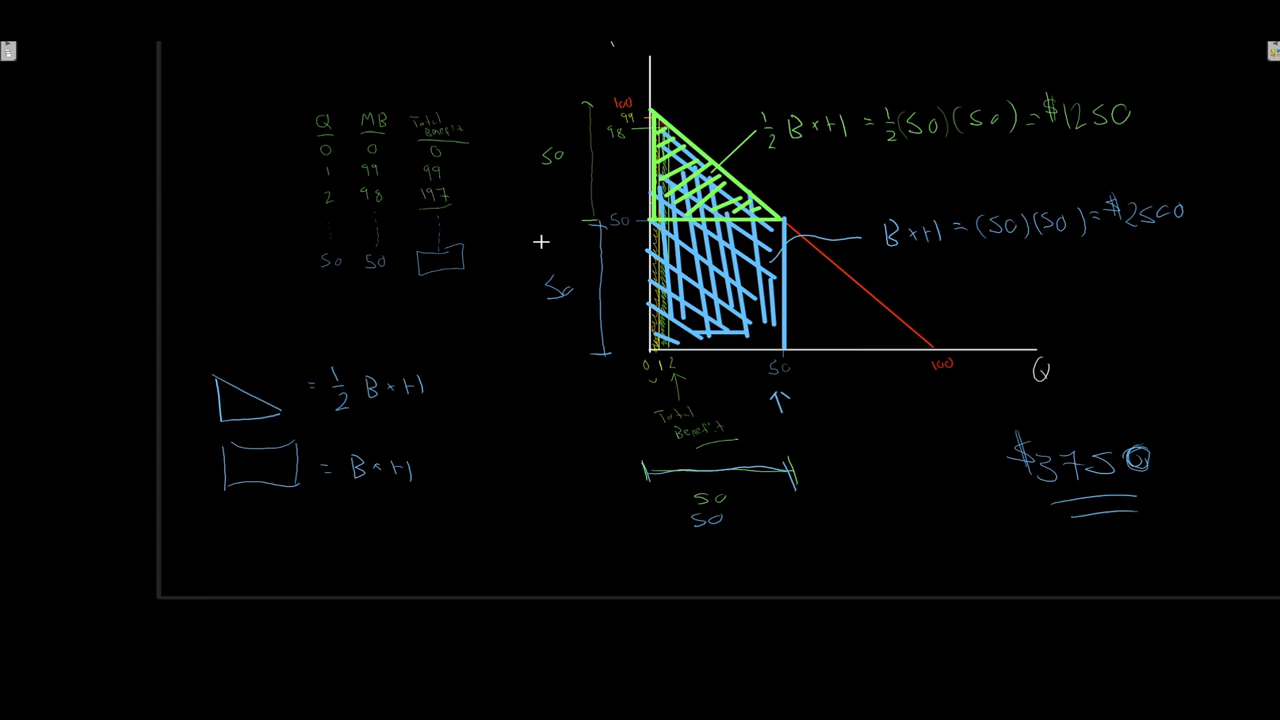 Q MB Total Benefit
0 0 0
1 99 99
2 98 197
50 50
100
99
98
50
50
50
0 1 2 50 100 Q
Total Benefit
50
50
1/2 B×H = 1/2(50)(50) = $1250
B×H = (50)(50) = $2500
= 1/2 B×H
= B×H
$3750